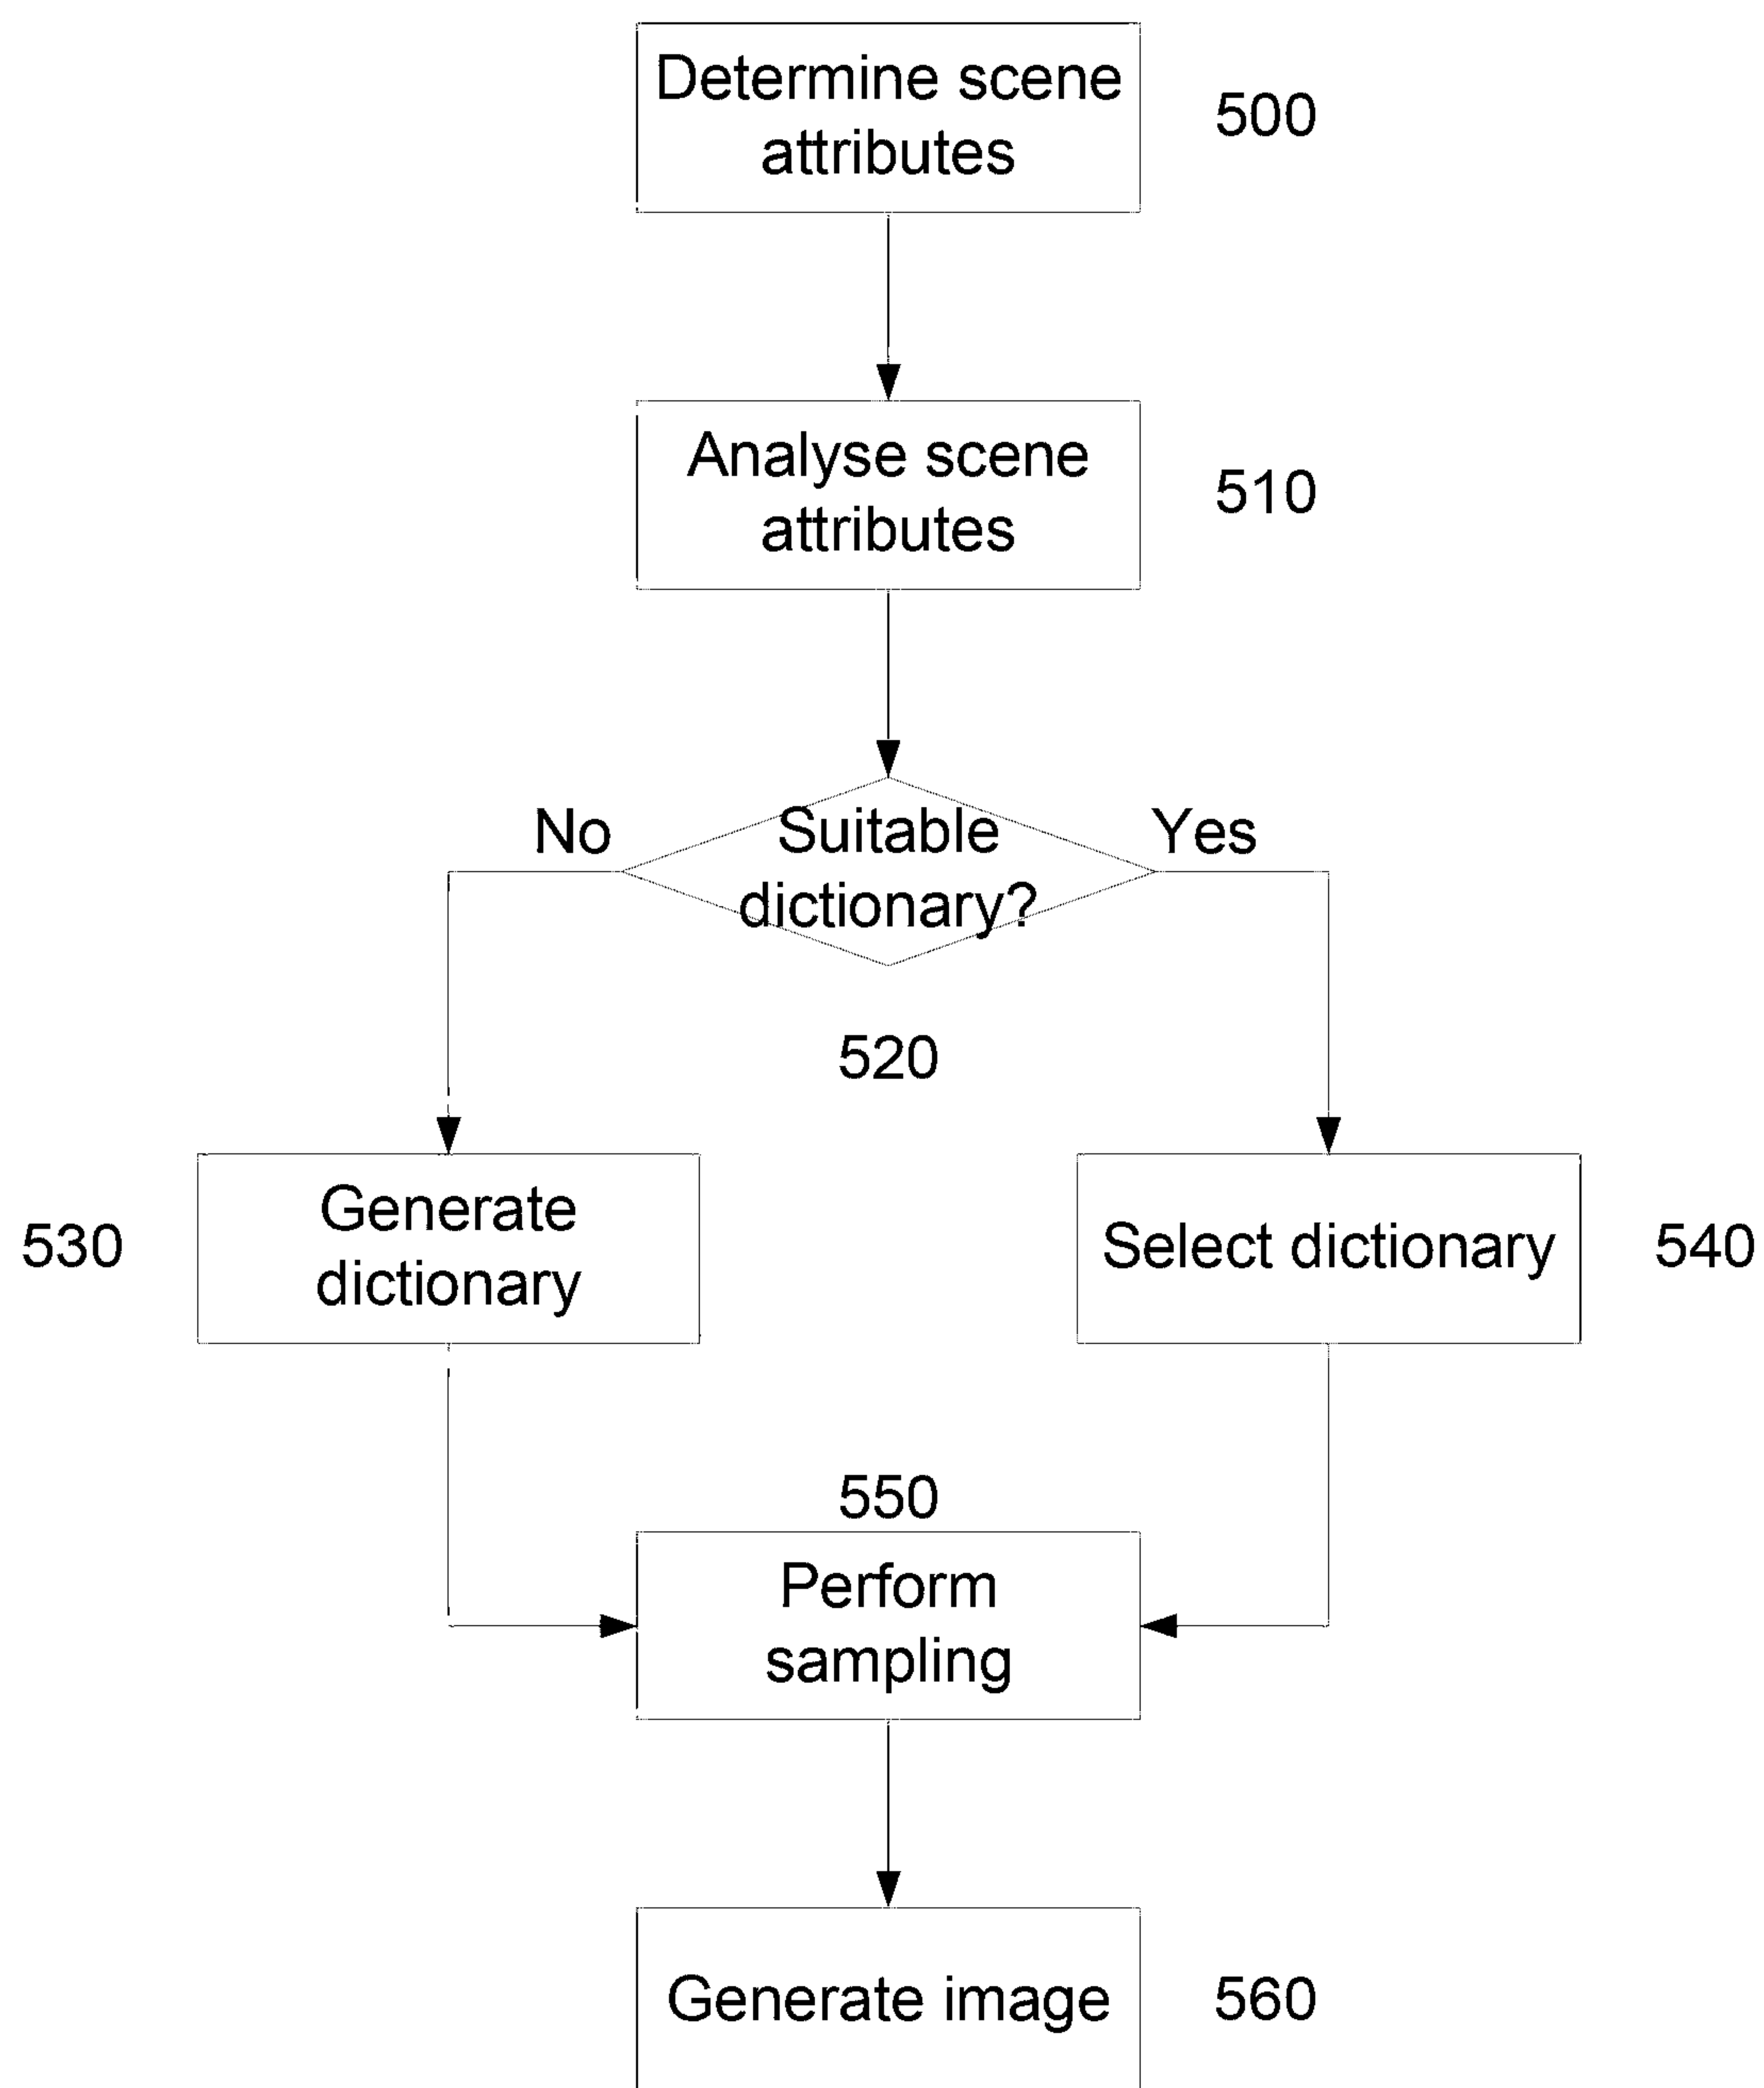 Determine scene
attributes
500
Analyse scene
attributes
510
No
Suitable
dictionary?
Yes
520
530
Generate
dictionary
Select dictionary
540
550
Perform
sampling
Generate image
560